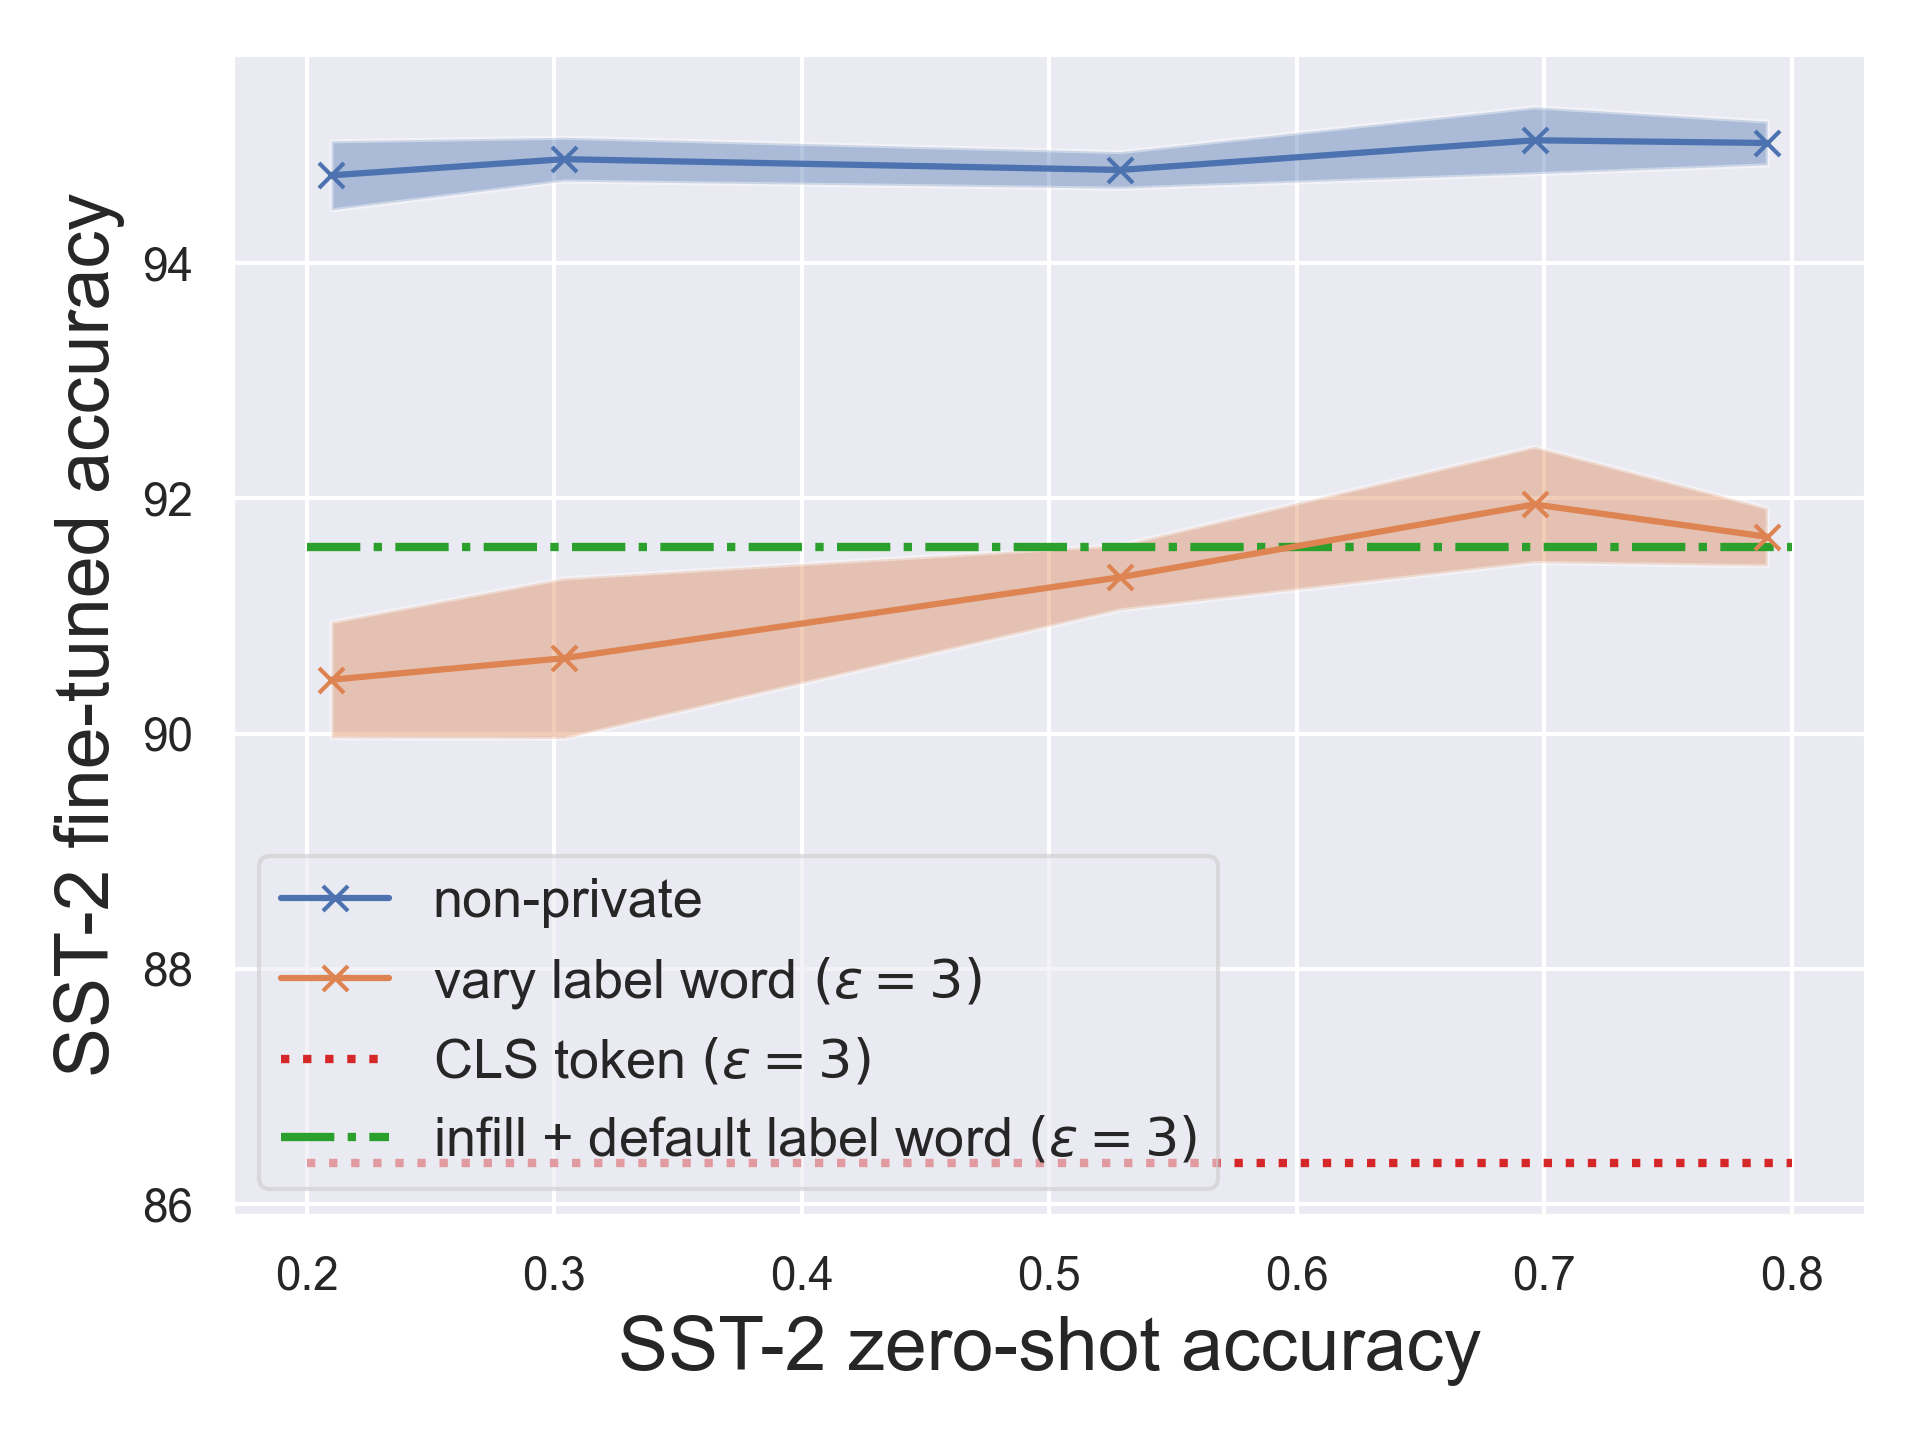 SST-2 fine-tuned accuracy
94
92
90
88
86
non-private
vary label word (ε = 3)
CLS token (ε = 3)
infill + default label word (ε = 3)
0.2 0.3 0.4 0.5 0.6 0.7 0.8
SST-2 zero-shot accuracy